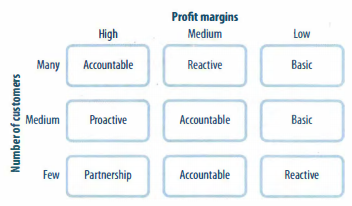 Profit margins
High Medium Low
Number of customers
Many Accountable Reactive Basic
Medium Proactive Accountable Basic
Few Partnership Accountable Reactive